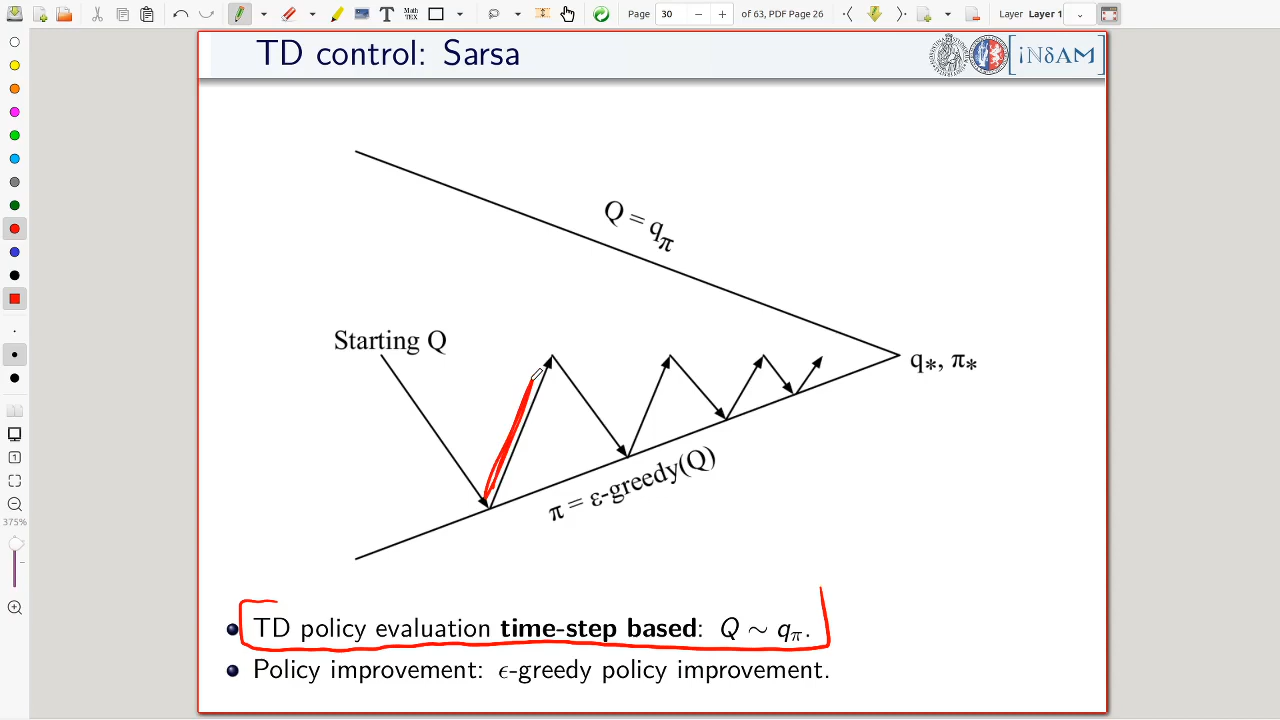 Page 30 of 63, PDF Page 26 Layer Layer 1
TD control: Sarsa
iNδAM
Q = qπ
Starting Q
q*, π*
π = ε-greedy(Q)
TD policy evaluation time-step based: Q ∼ qπ.
Policy improvement: ϵ-greedy policy improvement.
375%